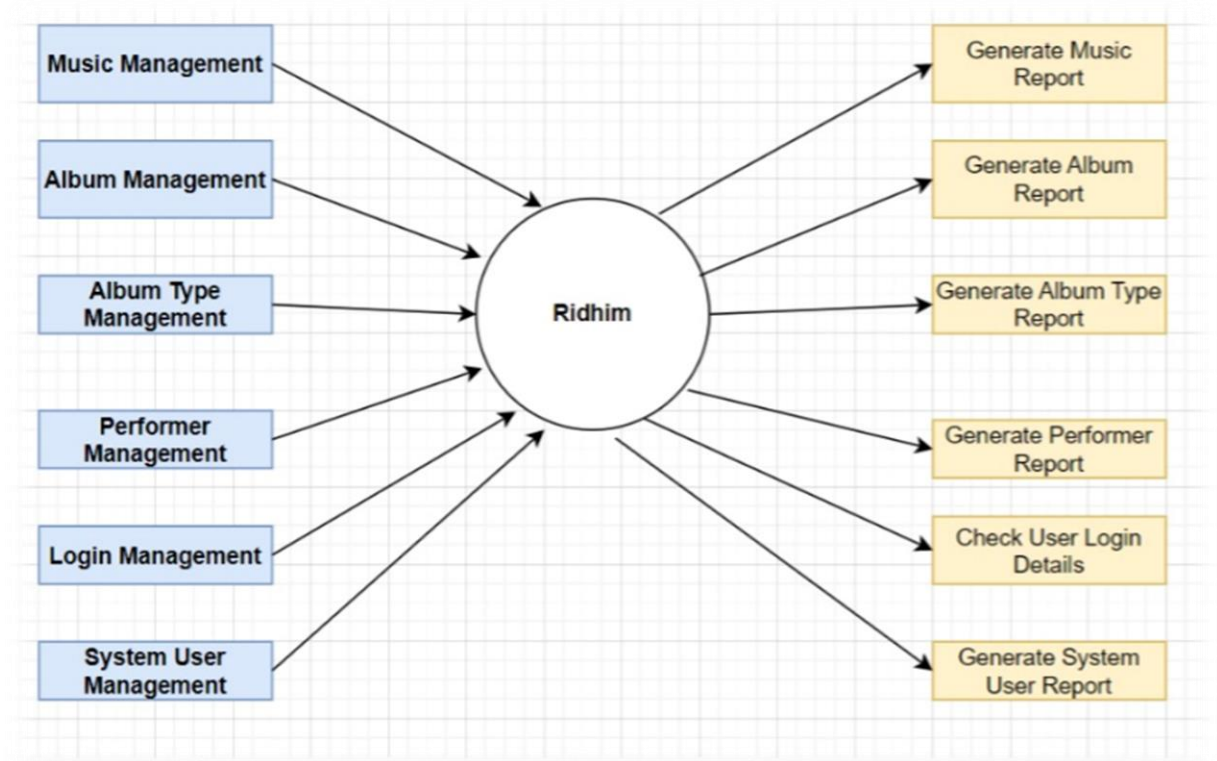 Music Management
Album Management
Album Type
Management
Performer
Management
Login Management
System User
Management
Ridhim
Generate Music
Report
Generate Album
Report
Generate Album Type
Report
Generate Performer
Report
Check User Login
Details
Generate System
User Report